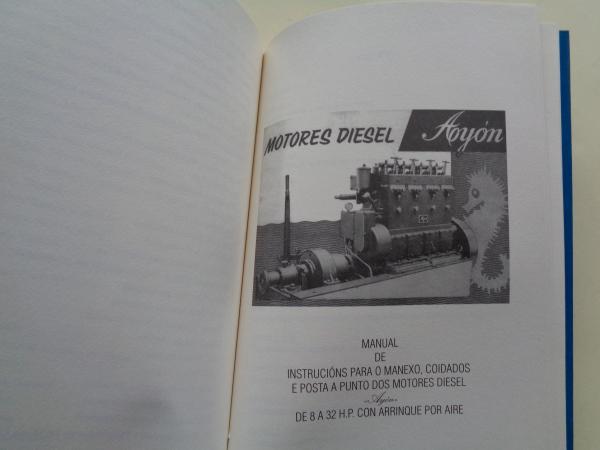 MOTORES DIESEL Ayón
MANUAL
DE
INSTRUCIÓNS PARA O MANEXO, COIDADOS
E POSTA A PUNTO DOS MOTORES DIESEL
«Ayón»
DE 8 A 32 H.P. CON ARRINQUE POR AIRE